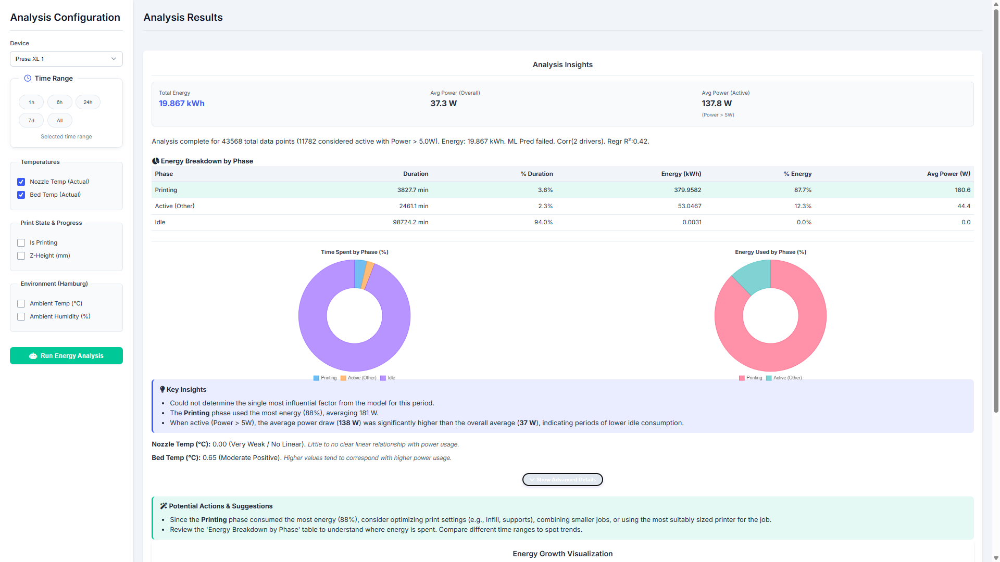 Analysis Configuration
Device
Prusa XL 1
Time Range
1h
6h
24h
7d
All
Selected time range
Temperatures
Nozzle Temp (Actual)
Bed Temp (Actual)
Print State & Progress
Is Printing
Z-Height (mm)
Environment (Hamburg)
Ambient Temp (°C)
Ambient Humidity (%)
Run Energy Analysis
Analysis Results
Analysis Insights
Total Energy
19.867 kWh
Avg Power (Overall)
37.3 W
Avg Power (Active)
137.8 W
(Power > 5W)
Analysis complete for 43568 total data points (11782 considered active with Power > 5.0W). Energy: 19.867 kWh. ML Pred failed. Corr(2 drivers). Regr R²:0.42.
Energy Breakdown by Phase
Phase Duration % Duration Energy (kWh) % Energy Avg Power (W)
Printing 3827.7 min 3.6% 379.9582 87.7% 180.6
Active (Other) 2461.1 min 2.3% 53.0467 12.3% 44.4
Idle 98724.2 min 94.0% 0.0031 0.0% 0.0
Time Spent by Phase (%)
Printing Active (Other) Idle
Energy Used by Phase (%)
Printing Active (Other)
Key Insights
• Could not determine the single most influential factor from the model for this period.
• The Printing phase used the most energy (88%), averaging 181 W.
• When active (Power > 5W), the average power draw (138 W) was significantly higher than the overall average (37 W), indicating periods of lower idle consumption.
Nozzle Temp (°C): 0.00 (Very Weak / No Linear). Little to no clear linear relationship with power usage.
Bed Temp (°C): 0.65 (Moderate Positive). Higher values tend to correspond with higher power usage.
Show Advanced Details
Potential Actions & Suggestions
• Since the Printing phase consumed the most energy (88%), consider optimizing print settings (e.g., infill, supports), combining smaller jobs, or using the most suitably sized printer for the job.
• Review the 'Energy Breakdown by Phase' table to understand where energy is spent. Compare different time ranges to spot trends.
Energy Growth Visualization